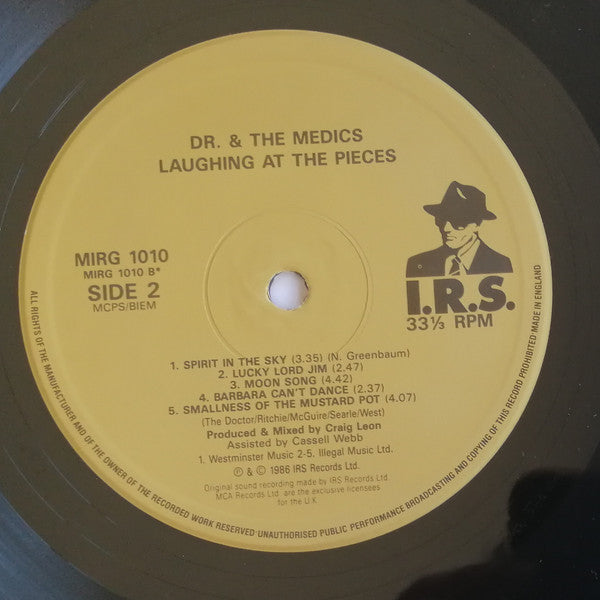 DR. & THE MEDICS
LAUGHING AT THE PIECES
MIRG 1010
MIRG 1010 B*
SIDE 2
MCPS/BIEM
I.R.S.
33⅓ RPM
1. SPIRIT IN THE SKY (3.35) (N. Greenbaum)
2. LUCKY LORD JIM (2.47)
3. MOON SONG (4.42)
4. BARBARA CAN'T DANCE (2.37)
5. SMALLNESS OF THE MUSTARD POT (4.07)
(The Doctor/Ritchie/McGuire/Searle/West)
Produced & Mixed by Craig Leon
Assisted by Cassell Webb
1. Westminster Music 2-5. Illegal Music Ltd.
℗ & © 1986 IRS Records Ltd.
Original sound recording made by IRS Records Ltd.
MCA Records Ltd. are the exclusive licensees
for the U.K
ALL RIGHTS OF THE MANUFACTURER AND OF THE OWNER OF THE RECORDED WORK RESERVED·UNAUTHORISED PUBLIC PERFORMANCE BROADCASTING AND COPYING OF THIS RECORD PROHIBITED·MADE IN ENGLAND